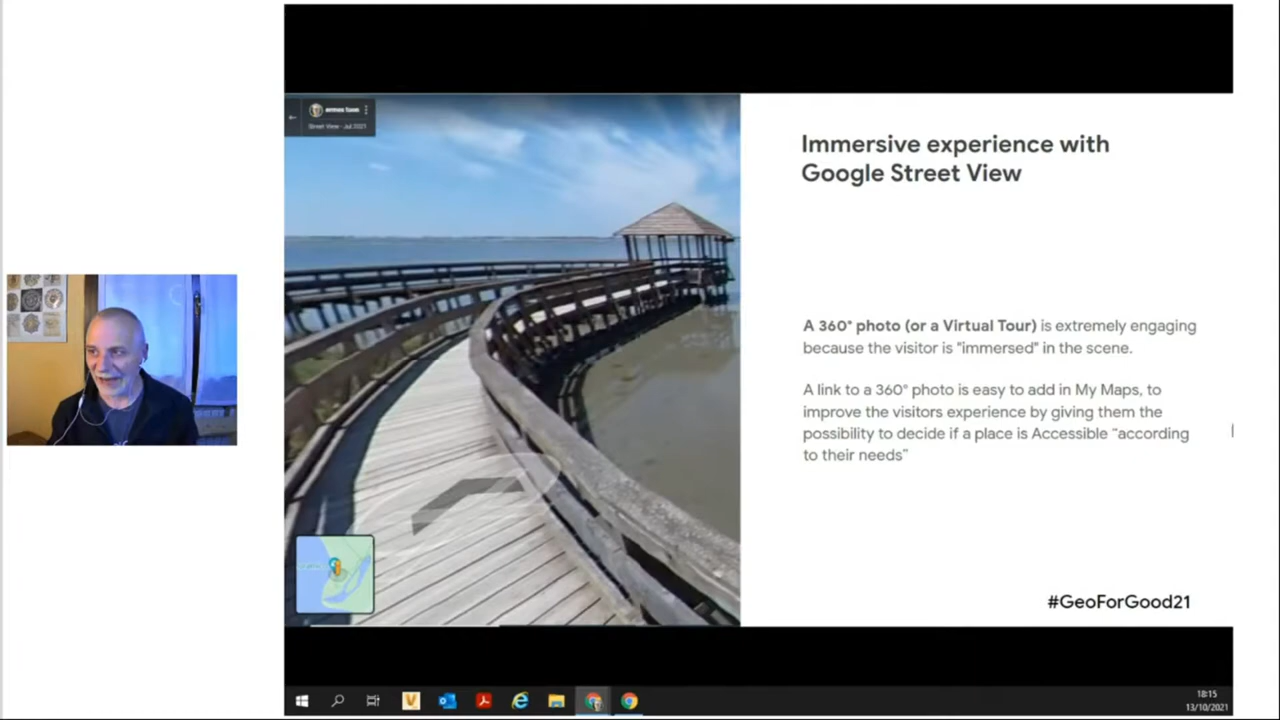 ermes tuon
Street View - Jul 2021
Immersive experience with
Google Street View
A 360° photo (or a Virtual Tour) is extremely engaging
because the visitor is "immersed" in the scene.
A link to a 360° photo is easy to add in My Maps, to
improve the visitors experience by giving them the
possibility to decide if a place is Accessible "according
to their needs"
#GeoForGood21
18:15
13/10/2021